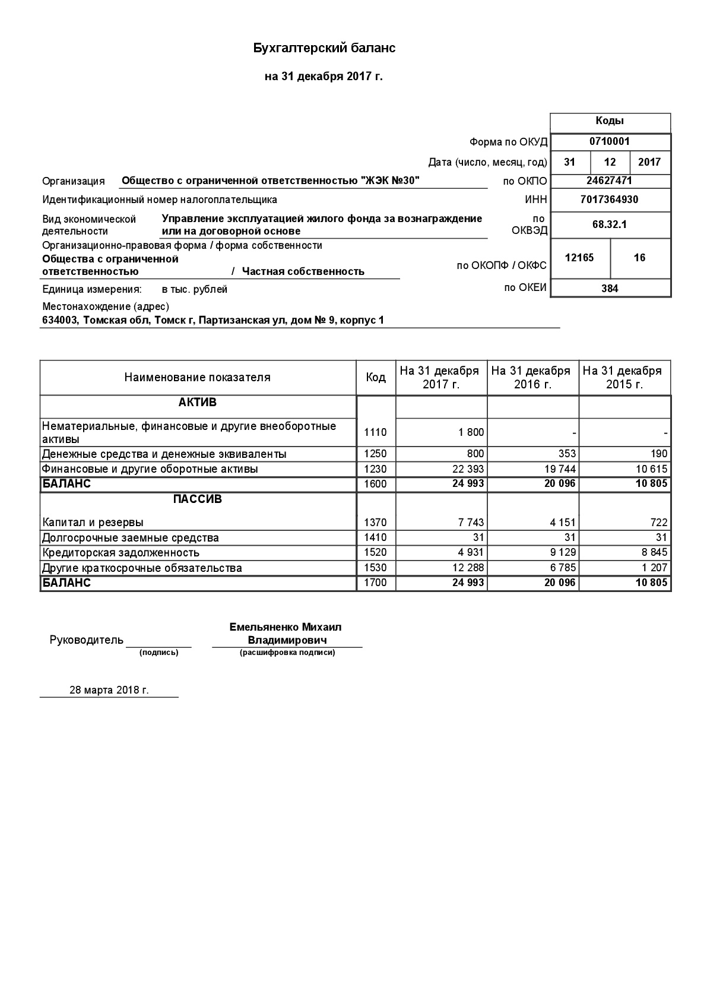 Бухгалтерский баланс
на 31 декабря 2017 г.
Коды
Форма по ОКУД 0710001
Дата (число, месяц, год) 31 12 2017
Организация Общество с ограниченной ответственностью "ЖЭК №30" по ОКПО 24627471
Идентификационный номер налогоплательщика ИНН 7017364930
Вид экономической деятельности Управление эксплуатацией жилого фонда за вознаграждение или на договорной основе по ОКВЭД 68.32.1
Организационно-правовая форма / форма собственности
Общества с ограниченной ответственностью / Частная собственность по ОКОПФ / ОКФС 12165 16
Единица измерения: в тыс. рублей по ОКЕИ 384
Местонахождение (адрес)
634003, Томская обл, Томск г, Партизанская ул, дом № 9, корпус 1
Наименование показателя Код На 31 декабря 2017 г. На 31 декабря 2016 г. На 31 декабря 2015 г.
АКТИВ
Нематериальные, финансовые и другие внеоборотные активы 1110 1 800 - -
Денежные средства и денежные эквиваленты 1250 800 353 190
Финансовые и другие оборотные активы 1230 22 393 19 744 10 615
БАЛАНС 1600 24 993 20 096 10 805
ПАССИВ
Капитал и резервы 1370 7 743 4 151 722
Долгосрочные заемные средства 1410 31 31 31
Кредиторская задолженность 1520 4 931 9 129 8 845
Другие краткосрочные обязательства 1530 12 288 6 785 1 207
БАЛАНС 1700 24 993 20 096 10 805
Емельяненко Михаил
Руководитель Владимирович
(подпись) (расшифровка подписи)
28 марта 2018 г.